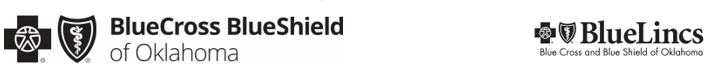 BlueCross BlueShield
of Oklahoma
BlueLincs
Blue Cross and Blue Shield of Oklahoma